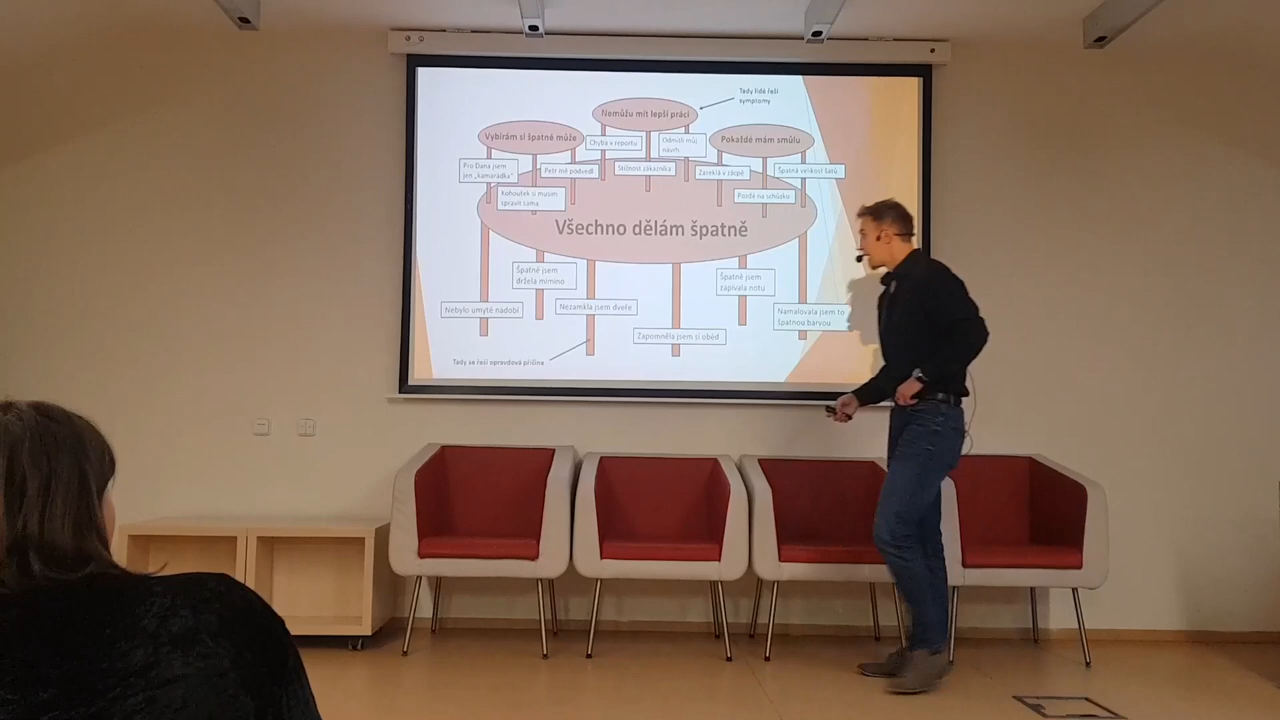 Tady lidé řeší
symptomy
Nemůžu mít lepší práci
Vybírám si špatné muže
Pokaždé mám smůlu
Chyba v reportu
Odmítli můj
návrh
Pro Dana jsem
jen „kamarádka"
Petr mě podvedl
Stížnost zákazníka
Zaseklá v zácpě
Špatná velikost šatů
Kohoutek si musím
spravit sama
Pozdě na schůzku
Všechno dělám špatně
Špatně jsem
držela mimino
Špatně jsem
zazpívala notu
Nebylo umyté nádobí
Nezamkla jsem dveře
Namalovala jsem to
špatnou barvou
Zapomněla jsem si oběd
Tady se řeší opravdová příčina